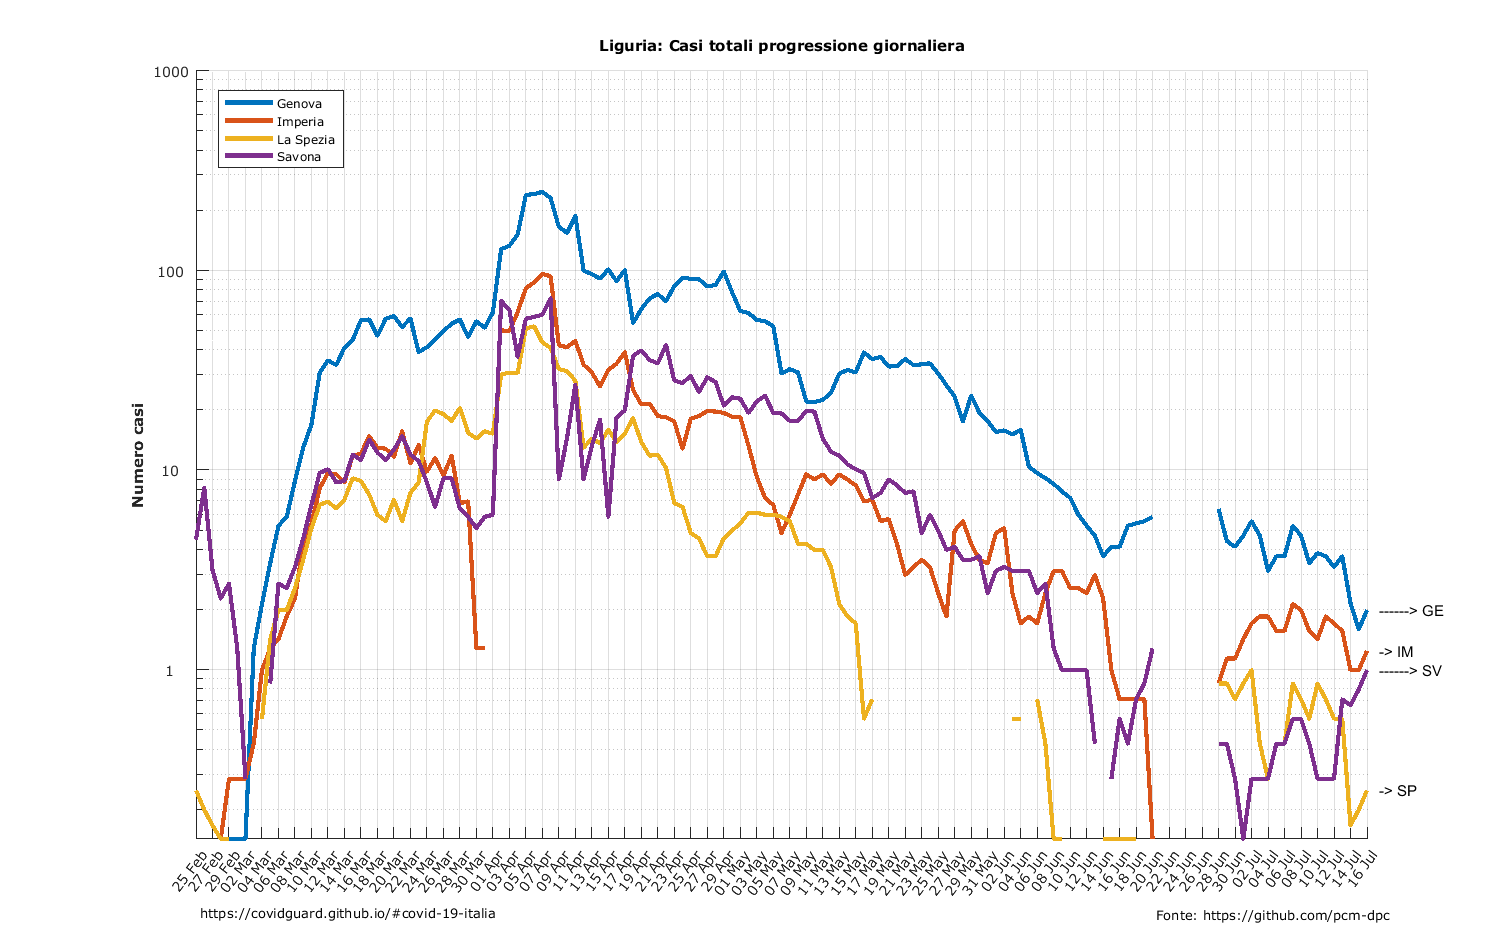 Liguria: Casi totali progressione giornaliera
1000
100
10
1
Numero casi
Genova
Imperia
La Spezia
Savona
------> GE
-> IM
------> SV
-> SP
25 Feb
27 Feb
29 Feb
02 Mar
04 Mar
06 Mar
08 Mar
10 Mar
12 Mar
14 Mar
16 Mar
18 Mar
20 Mar
22 Mar
24 Mar
26 Mar
28 Mar
30 Mar
01 Apr
03 Apr
05 Apr
07 Apr
09 Apr
11 Apr
13 Apr
15 Apr
17 Apr
19 Apr
21 Apr
23 Apr
25 Apr
27 Apr
29 Apr
01 May
03 May
05 May
07 May
09 May
11 May
13 May
15 May
17 May
19 May
21 May
23 May
25 May
27 May
29 May
31 May
02 Jun
04 Jun
06 Jun
08 Jun
10 Jun
12 Jun
14 Jun
16 Jun
18 Jun
20 Jun
22 Jun
24 Jun
26 Jun
28 Jun
30 Jun
02 Jul
04 Jul
06 Jul
08 Jul
10 Jul
12 Jul
14 Jul
16 Jul
https://covidguard.github.io/#covid-19-italia
Fonte: https://github.com/pcm-dpc